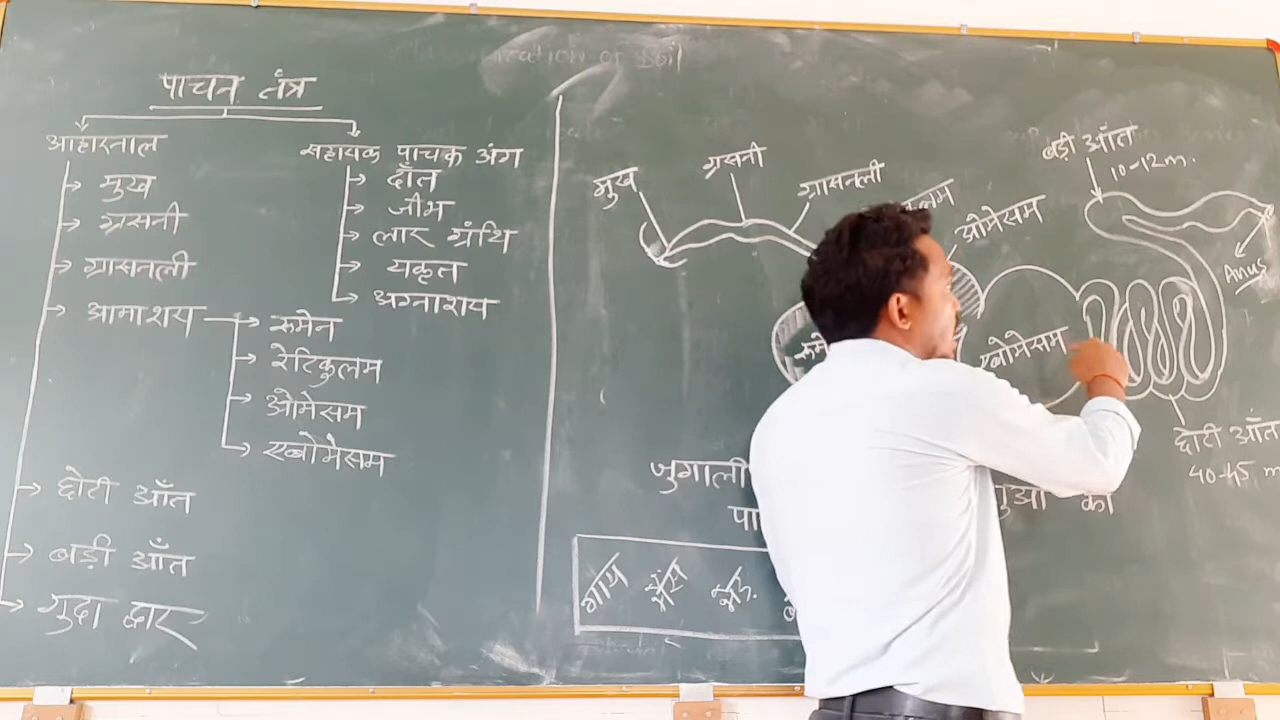 पाचन तंत्र
आहारनाल
मुख
ग्रसनी
ग्रासनली
आमाशय
रुमेन
रेटिकुलम
ओमेसम
एबोमेसम
छोटी आँत
बड़ी आँत
गुदा द्वार
सहायक पाचक अंग
दाँत
जीभ
लार ग्रंथि
यकृत
अग्नाशय
मुख
ग्रसनी
ग्रासनली
ओमेसम
बड़ी आँत
10-12m.
Anus
एबोमेसम
छोटी आँत
40-45 m
जुगाली
का
गाय भैंस भेड़.